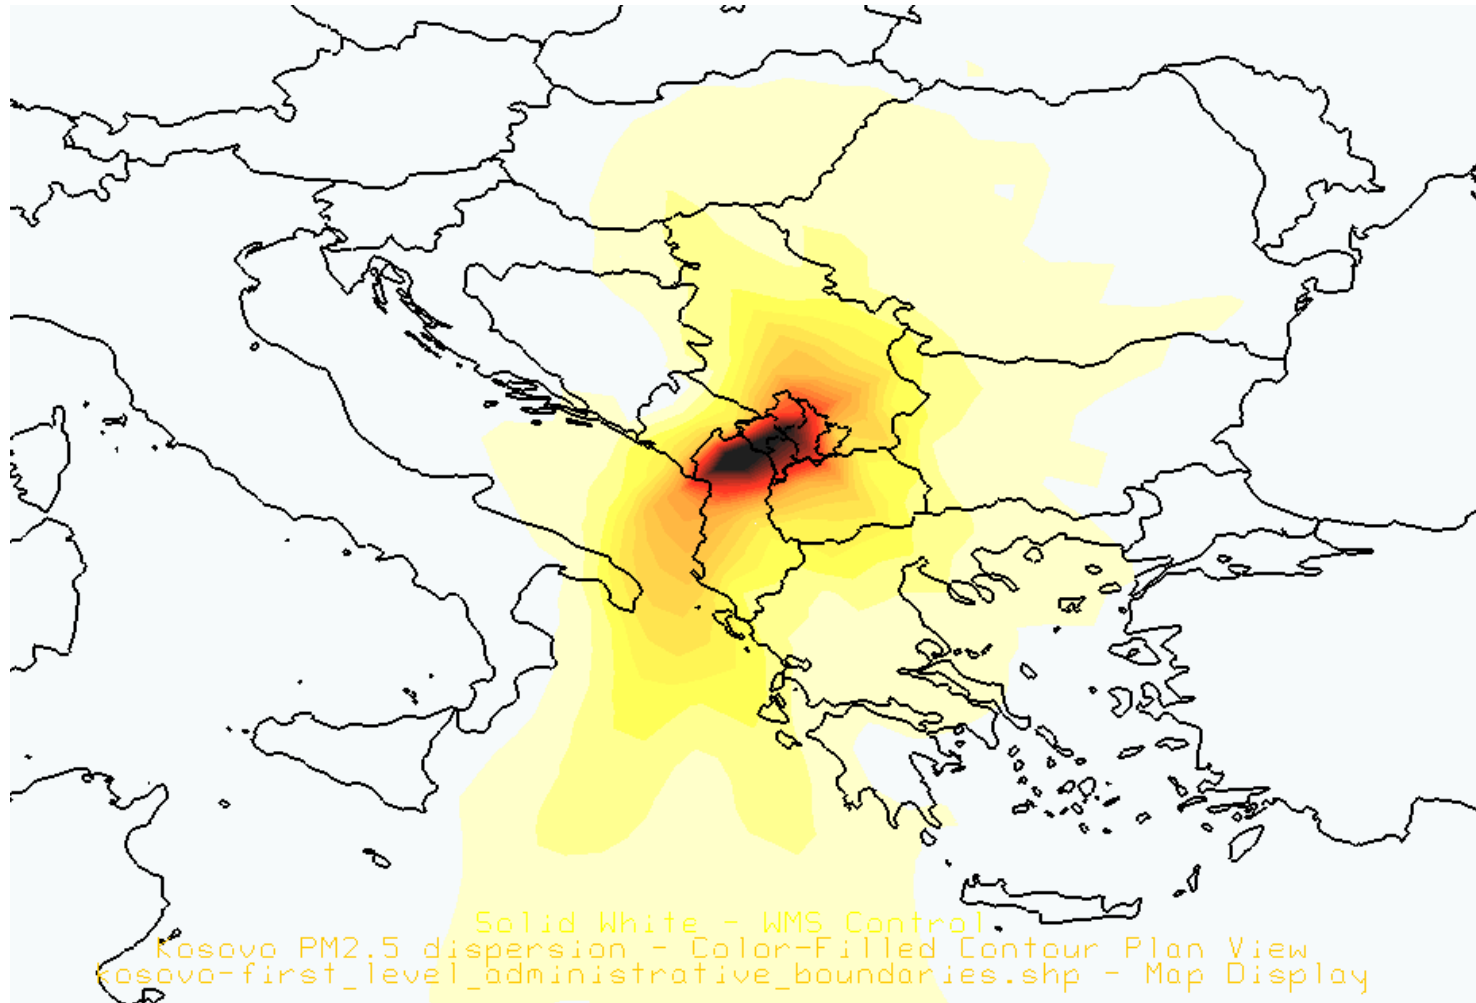 Solid White - WMS Control
Kosovo PM2.5 dispersion - Color-Filled Contour Plan View
kosovo-first_level_administrative_boundaries.shp - Map Display